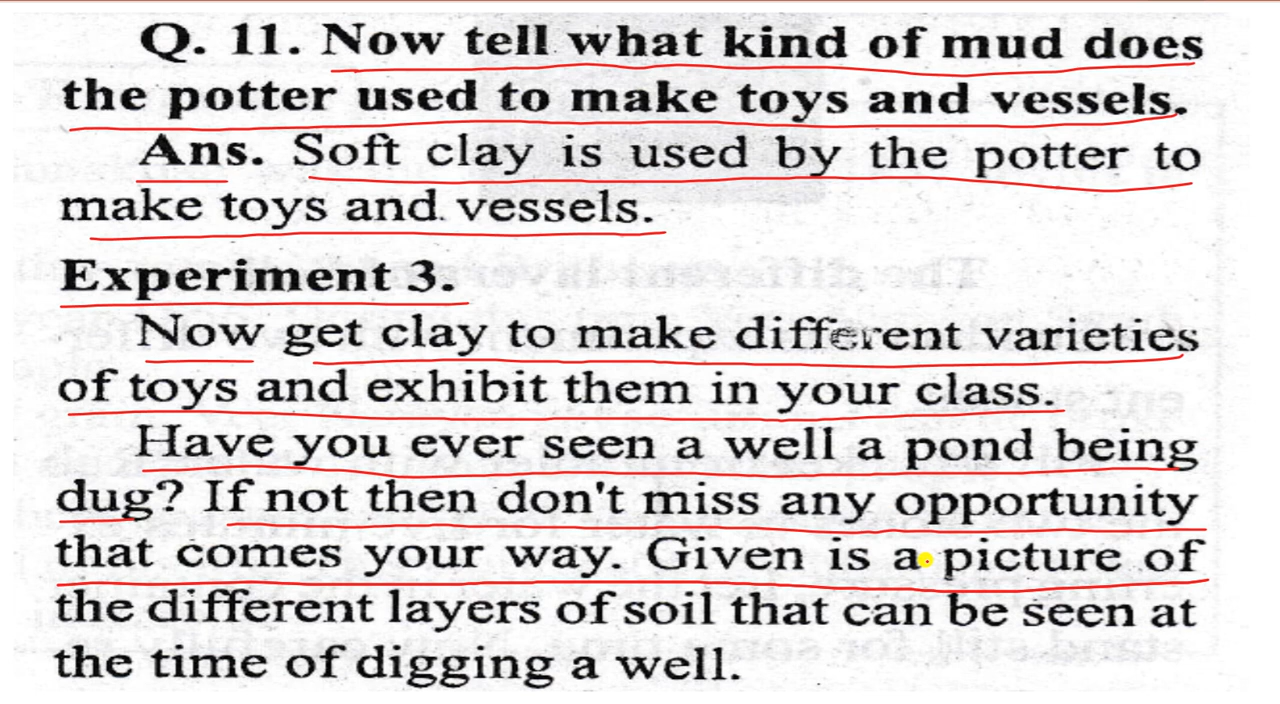 Q. 11. Now tell what kind of mud does
the potter used to make toys and vessels.
Ans. Soft clay is used by the potter to
make toys and vessels.
Experiment 3.
Now get clay to make different varieties
of toys and exhibit them in your class.
Have you ever seen a well a pond being
dug? If not then don't miss any opportunity
that comes your way. Given is a picture of
the different layers of soil that can be seen at
the time of digging a well.